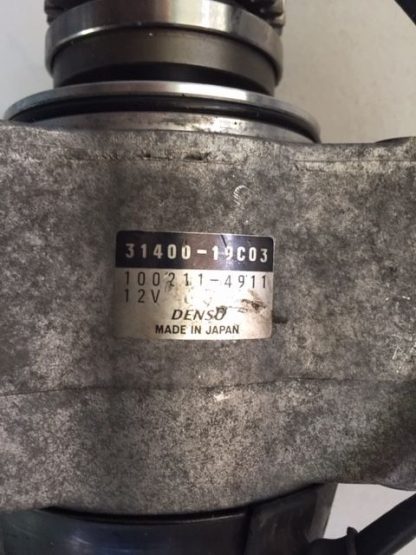 31400-19C03
100211-4911
12V
DENSO
MADE IN JAPAN